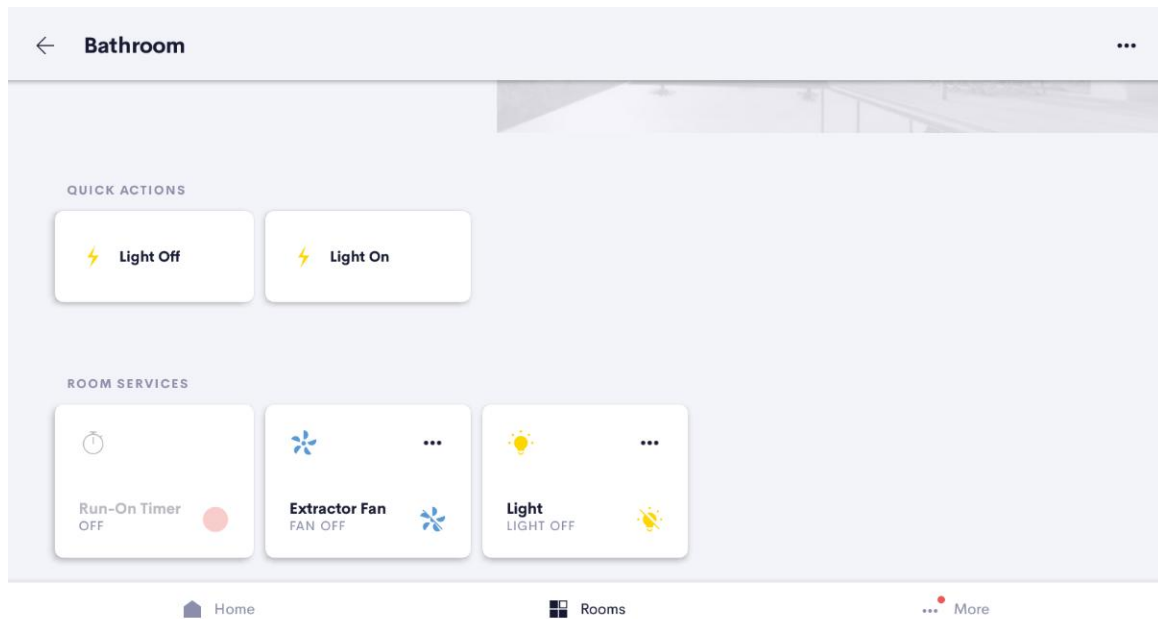 Bathroom
QUICK ACTIONS
Light Off
Light On
ROOM SERVICES
Run-On Timer
OFF
Extractor Fan
FAN OFF
Light
LIGHT OFF
Home
Rooms
More